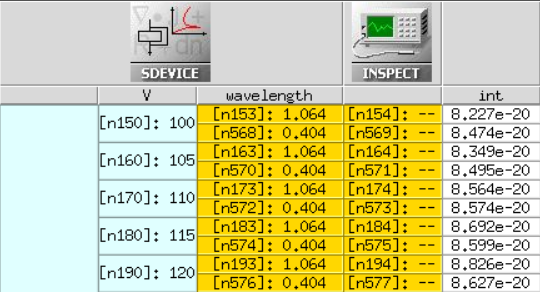 SDEVICE INSPECT
V wavelength int
[n150]: 100 [n153]: 1.064 [n154]: -- 8.227e-20
[n568]: 0.404 [n569]: -- 8.474e-20
[n160]: 105 [n163]: 1.064 [n164]: -- 8.349e-20
[n570]: 0.404 [n571]: -- 8.495e-20
[n170]: 110 [n173]: 1.064 [n174]: -- 8.564e-20
[n572]: 0.404 [n573]: -- 8.574e-20
[n180]: 115 [n183]: 1.064 [n184]: -- 8.692e-20
[n574]: 0.404 [n575]: -- 8.599e-20
[n190]: 120 [n193]: 1.064 [n194]: -- 8.826e-20
[n576]: 0.404 [n577]: -- 8.627e-20